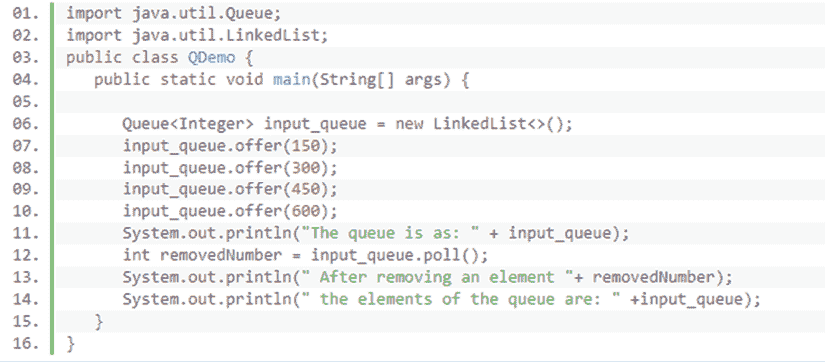 01. import java.util.Queue;
02. import java.util.LinkedList;
03. public class QDemo {
04.    public static void main(String[] args) {
05.
06.       Queue<Integer> input_queue = new LinkedList<>();
07.       input_queue.offer(150);
08.       input_queue.offer(300);
09.       input_queue.offer(450);
10.       input_queue.offer(600);
11.       System.out.println("The queue is as: " + input_queue);
12.       int removedNumber = input_queue.poll();
13.       System.out.println(" After removing an element "+ removedNumber);
14.       System.out.println(" the elements of the queue are: " +input_queue);
15.    }
16. }